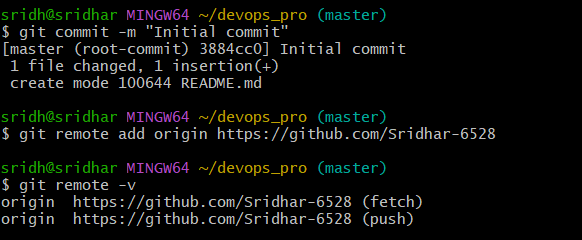 sridh@sridhar MINGW64 ~/devops_pro (master)
$ git commit -m "Initial commit"
[master (root-commit) 3884cc0] Initial commit
 1 file changed, 1 insertion(+)
 create mode 100644 README.md
sridh@sridhar MINGW64 ~/devops_pro (master)
$ git remote add origin https://github.com/Sridhar-6528
sridh@sridhar MINGW64 ~/devops_pro (master)
$ git remote -v
origin  https://github.com/Sridhar-6528 (fetch)
origin  https://github.com/Sridhar-6528 (push)